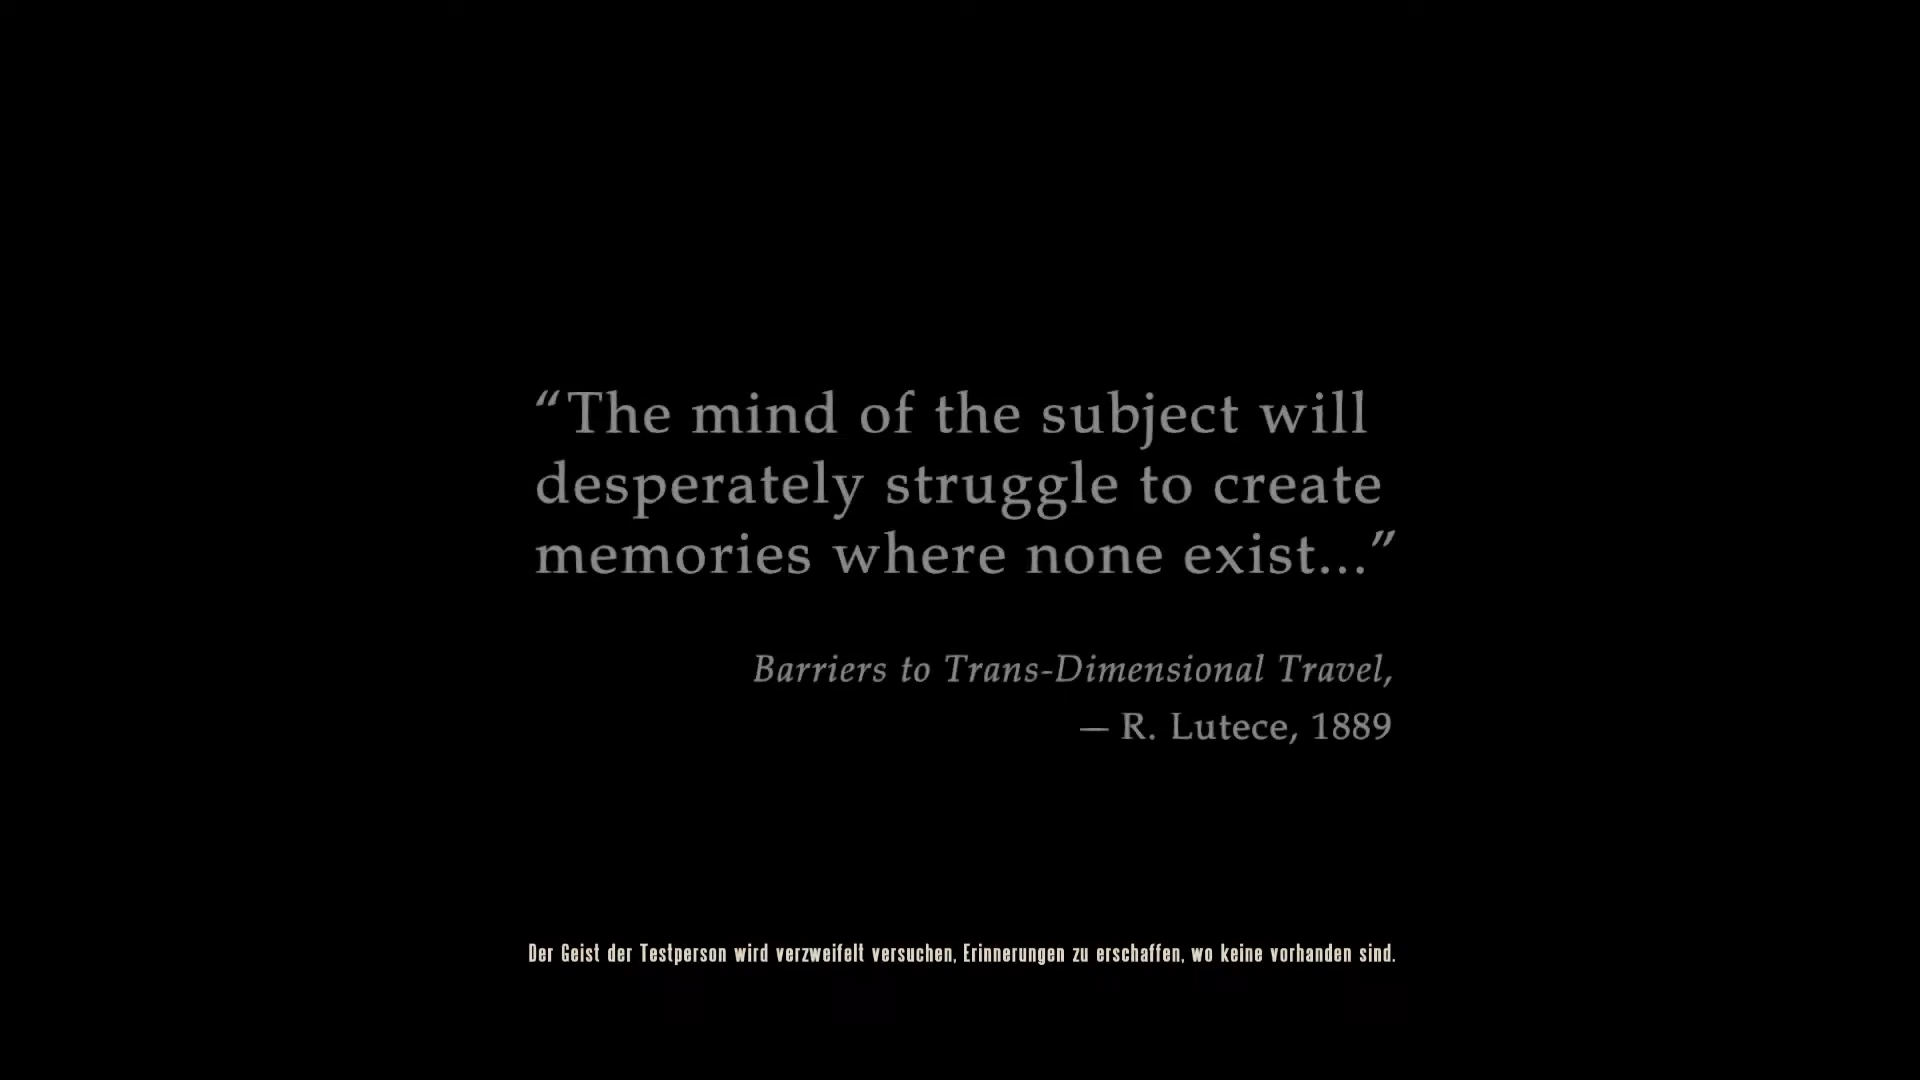 “The mind of the subject will
desperately struggle to create
memories where none exist...”
Barriers to Trans-Dimensional Travel,
— R. Lutece, 1889
Der Geist der Testperson wird verzweifelt versuchen, Erinnerungen zu erschaffen, wo keine vorhanden sind.